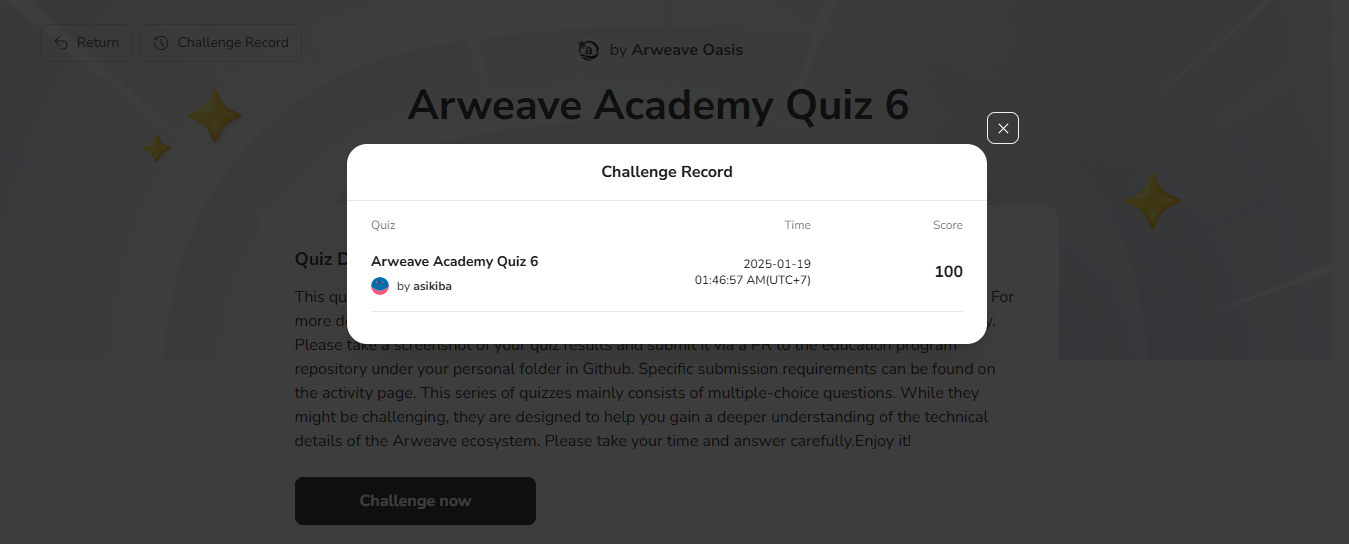 Return
Challenge Record
by Arweave Oasis
Arweave Academy Quiz 6
Challenge Record
Quiz Time Score
Arweave Academy Quiz 6
by asikiba
2025-01-19
01:46:57 AM(UTC+7)
100
Quiz D
This qu For
more d y.
Please take a screenshot of your quiz results and submit it via a PR to the education program
repository under your personal folder in Github. Specific submission requirements can be found on
the activity page. This series of quizzes mainly consists of multiple-choice questions. While they
might be challenging, they are designed to help you gain a deeper understanding of the technical
details of the Arweave ecosystem. Please take your time and answer carefully.Enjoy it!
Challenge now